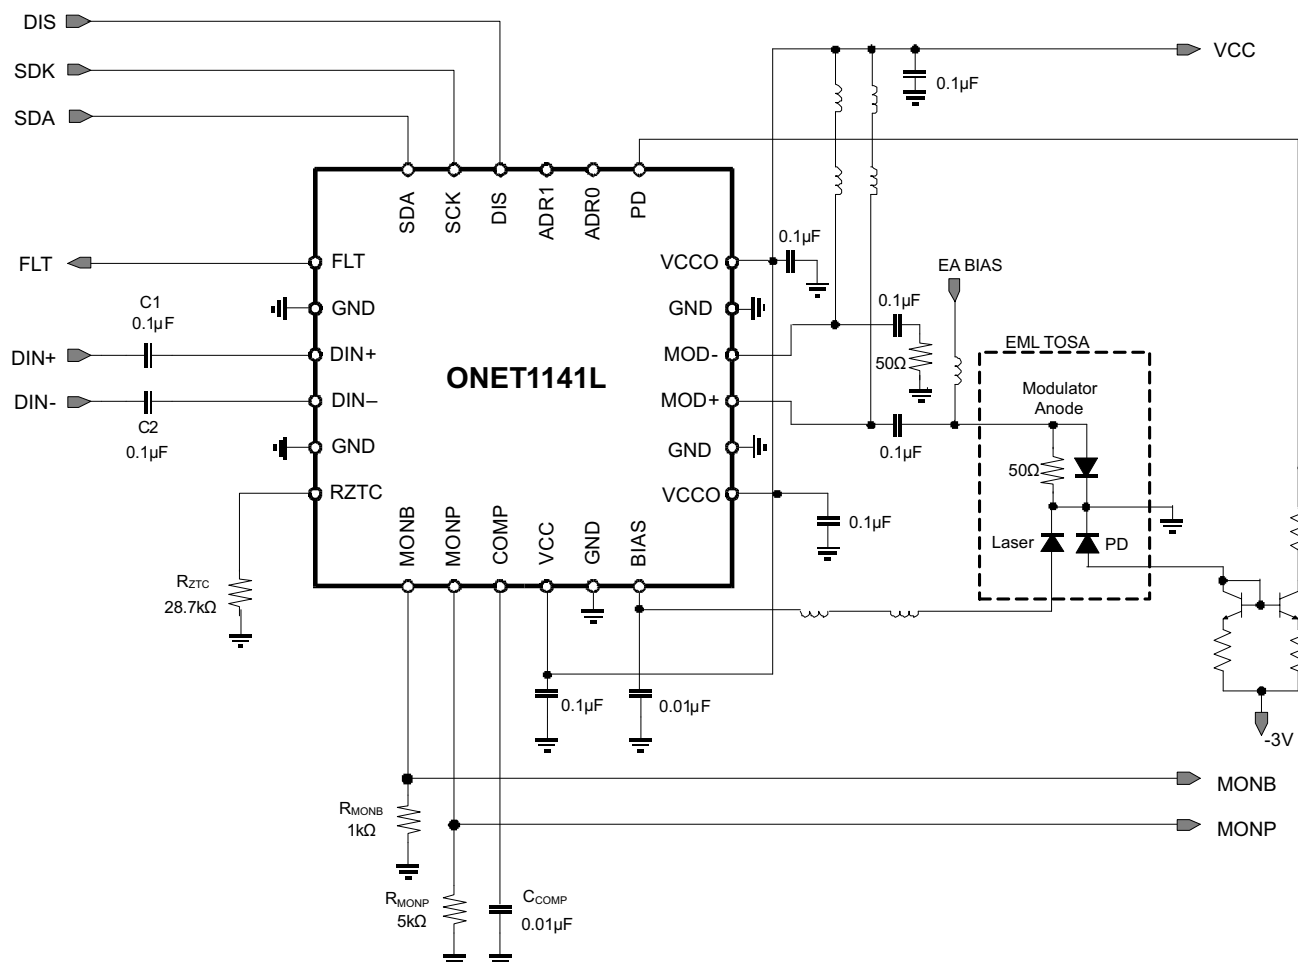 DIS
SDK
SDA
VCC
0.1µF
SDA
SCK
DIS
ADR1
ADR0
PD
FLT
FLT
VCCO
0.1µF
EA BIAS
GND
GND
C1
0.1µF
0.1µF
DIN+
DIN+
MOD-
50Ω
EML TOSA
ONET1141L
Modulator
Anode
DIN-
DIN–
MOD+
C2
0.1µF
0.1µF
GND
GND
50Ω
RZTC
VCCO
0.1µF
MONB
MONP
COMP
VCC
GND
BIAS
Laser
PD
RZTC
28.7kΩ
0.1µF
0.01µF
-3V
MONB
RMONB
1kΩ
MONP
RMONP
5kΩ
CCOMP
0.01µF